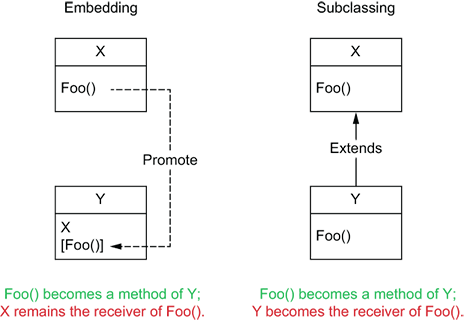 Embedding
X
Foo()
Promote
Y
X
[Foo()]
Foo() becomes a method of Y;
X remains the receiver of Foo().
Subclassing
X
Foo()
Extends
Y
Foo()
Foo() becomes a method of Y;
Y becomes the receiver of Foo().